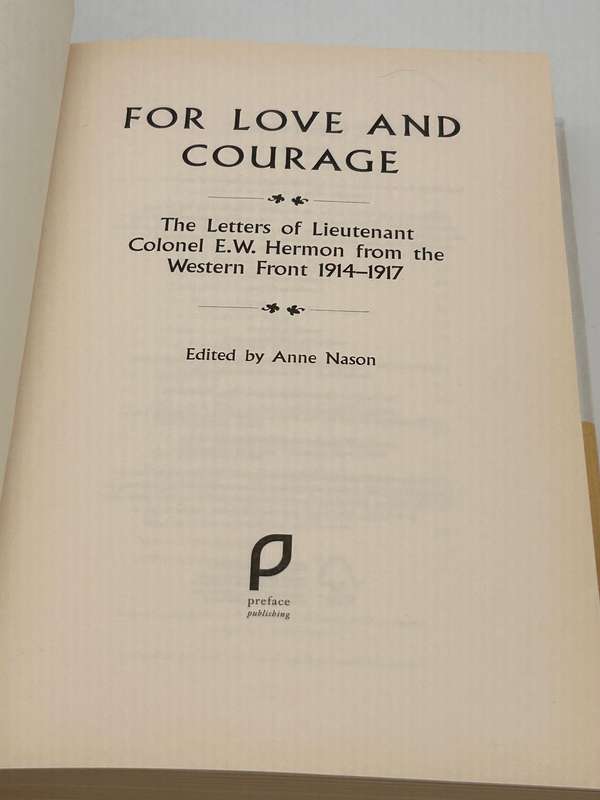 FOR LOVE AND
COURAGE
The Letters of Lieutenant
Colonel E.W. Hermon from the
Western Front 1914–1917
Edited by Anne Nason
preface
publishing